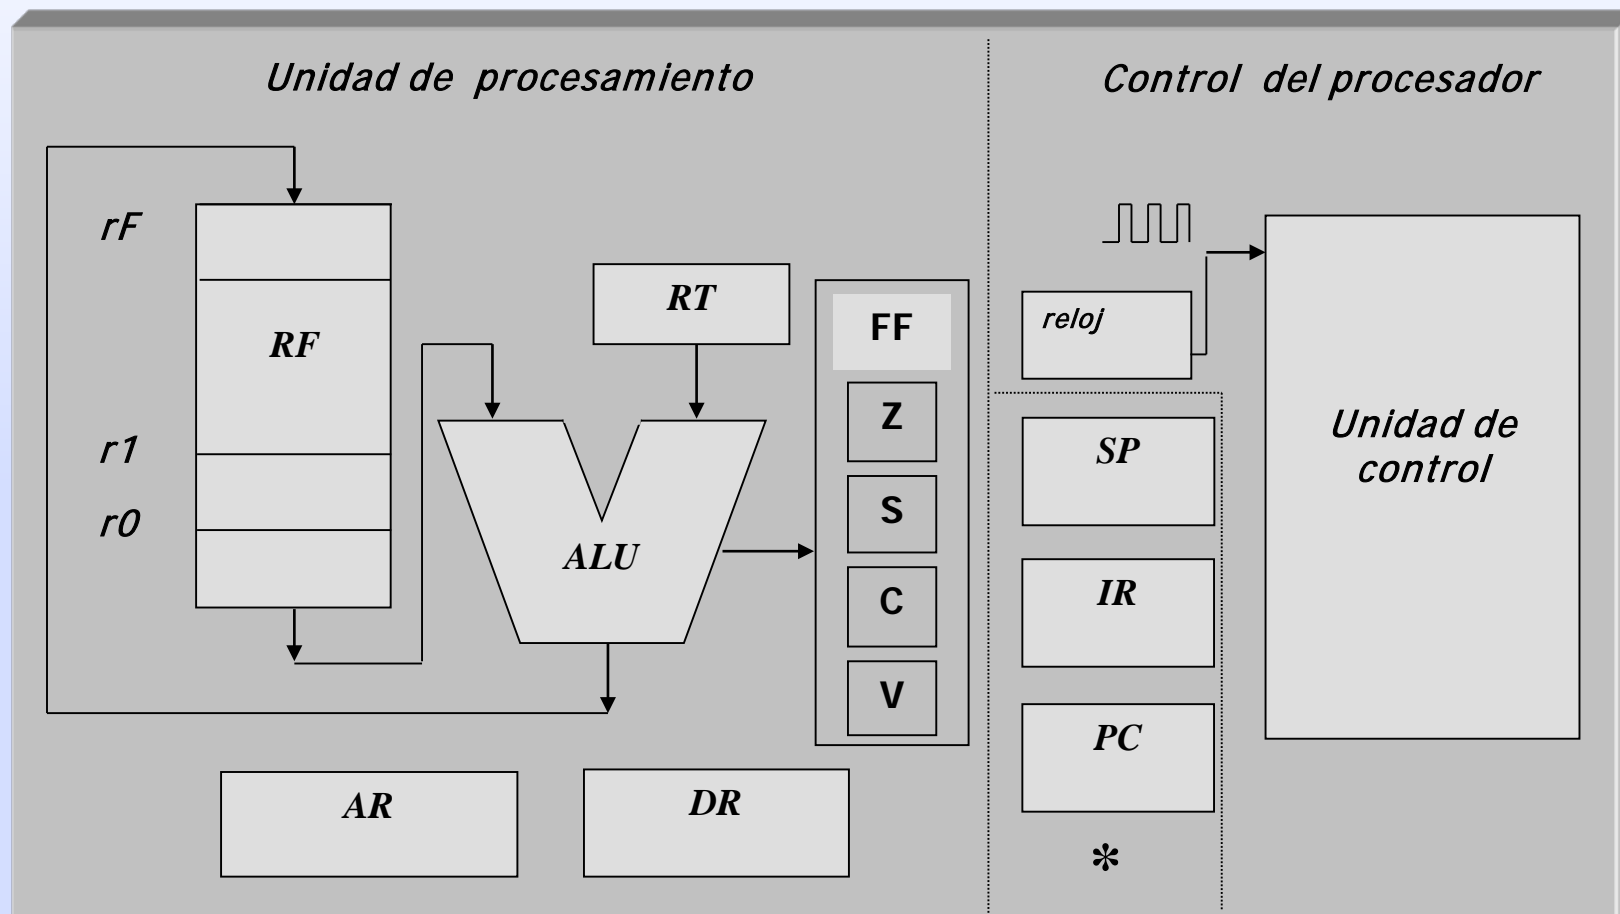 Unidad de procesamiento
Control del procesador
rF
RF
r1
r0
RT
ALU
FF
Z
S
C
V
AR
DR
reloj
SP
IR
PC
*
Unidad de
control